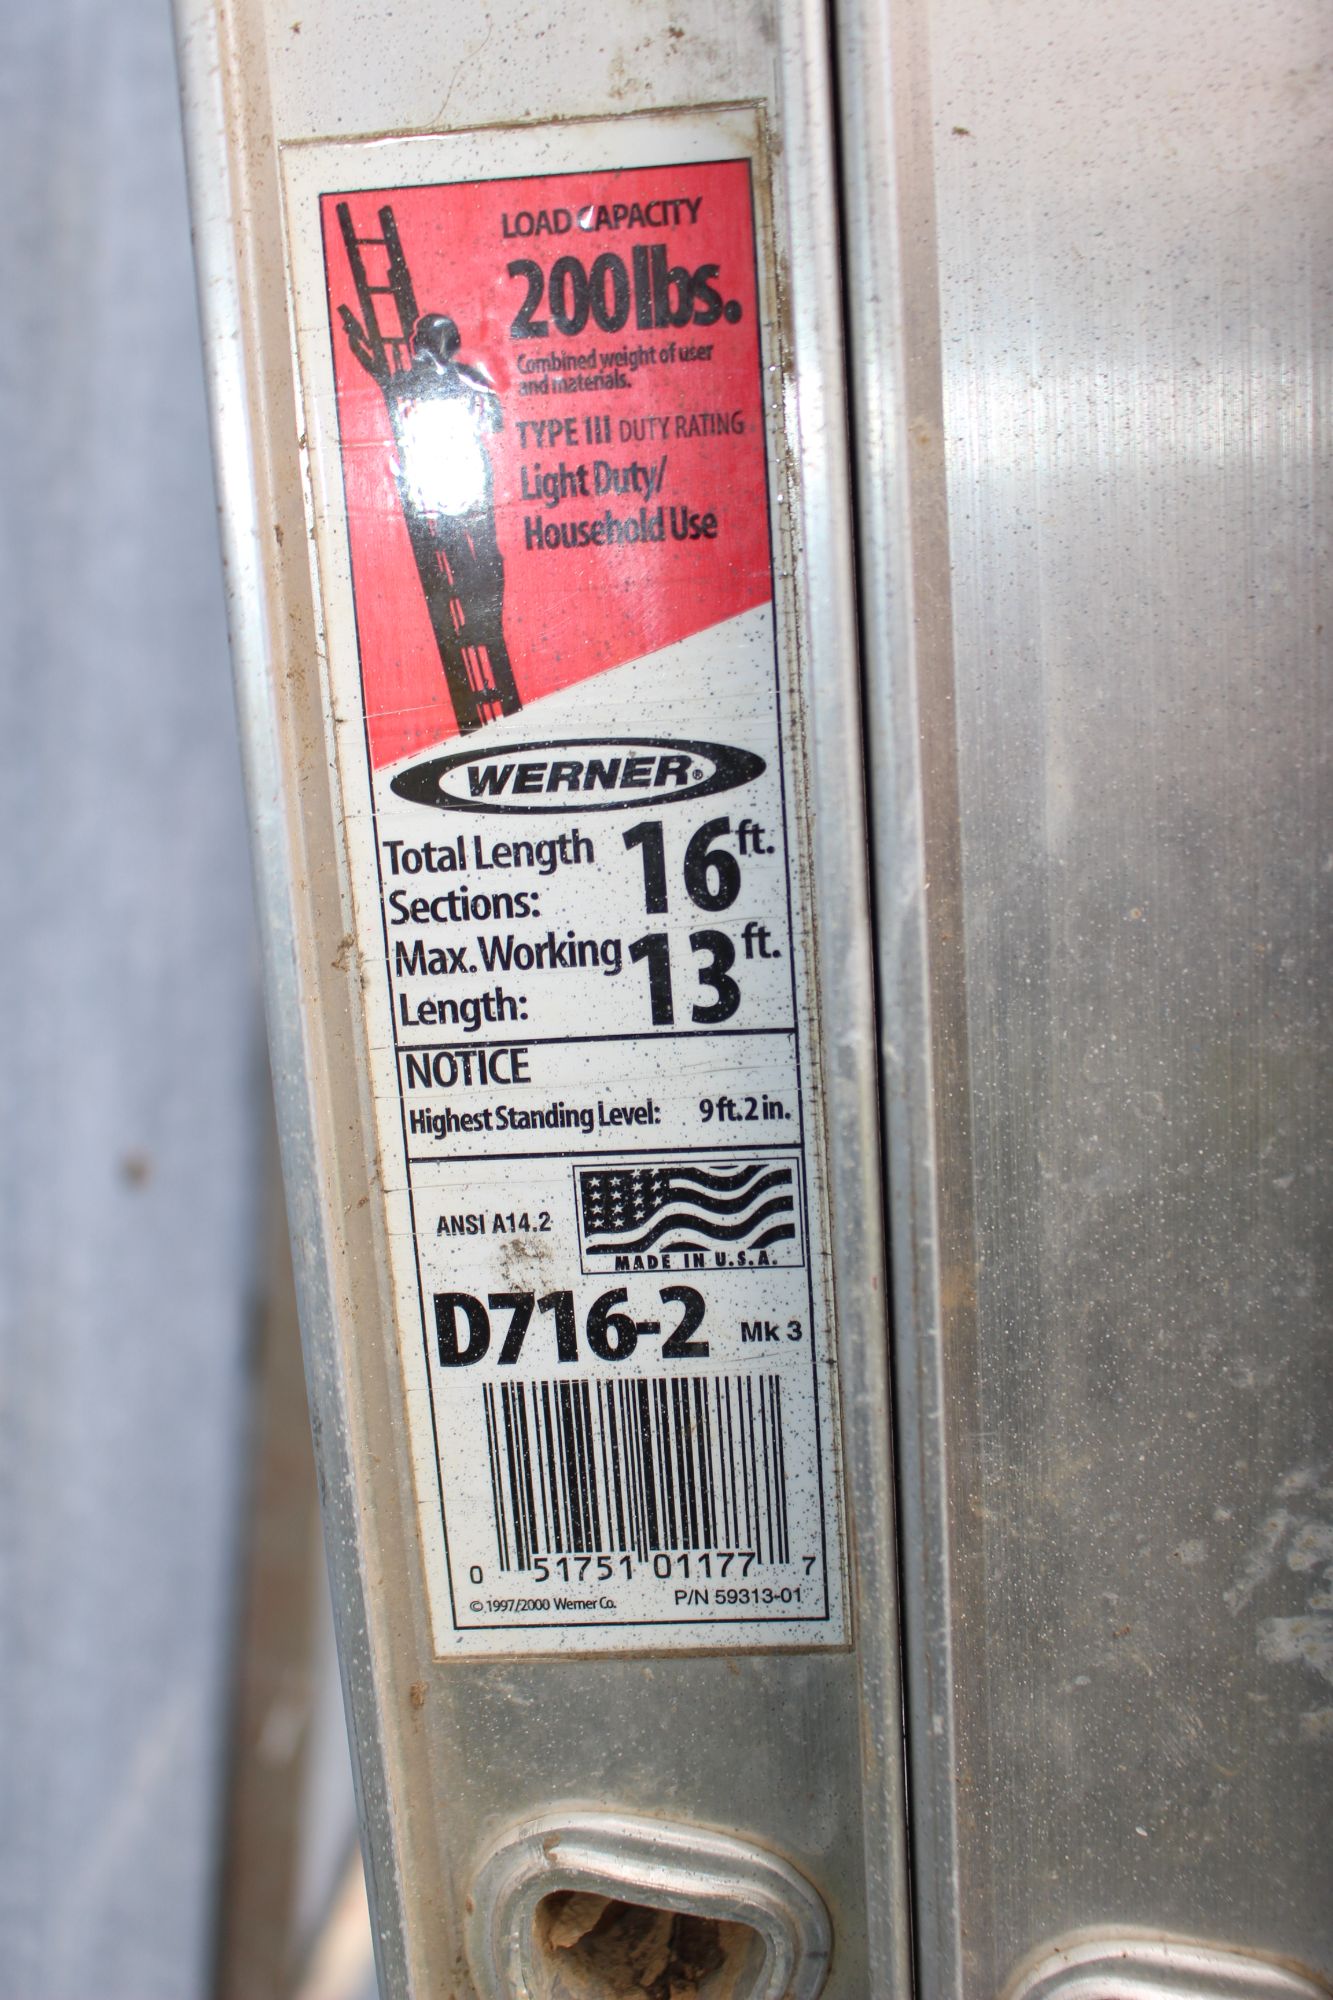 LOAD CAPACITY
200lbs.
Combined weight of user
and materials.
TYPE III DUTY RATING
Light Duty/
Household Use
WERNER®
Total Length
Sections: 16 ft.
Max. Working
Length: 13 ft.
NOTICE
Highest Standing Level: 9 ft. 2 in.
ANSI A14.2
MADE IN U.S.A.
D716-2 Mk 3
0 51751 01177 7
© 1997/2000 Werner Co. P/N 59313-01